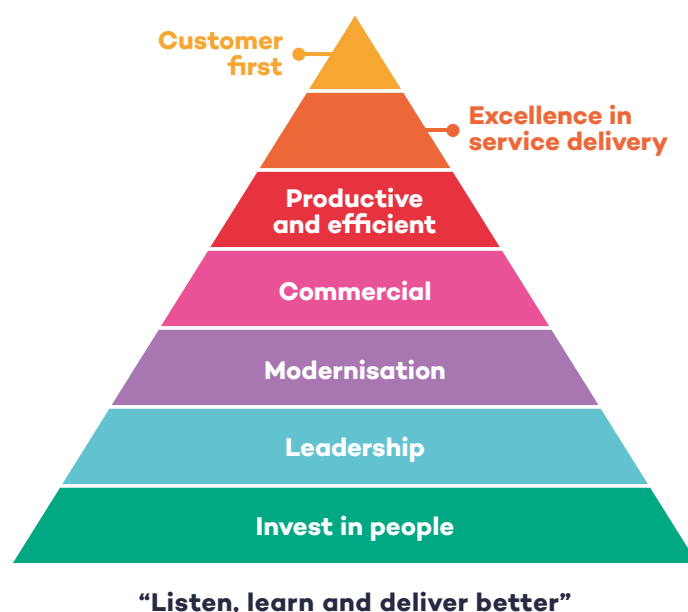 Customer
first
Excellence in
service delivery
Productive
and efficient
Commercial
Modernisation
Leadership
Invest in people
“Listen, learn and deliver better”